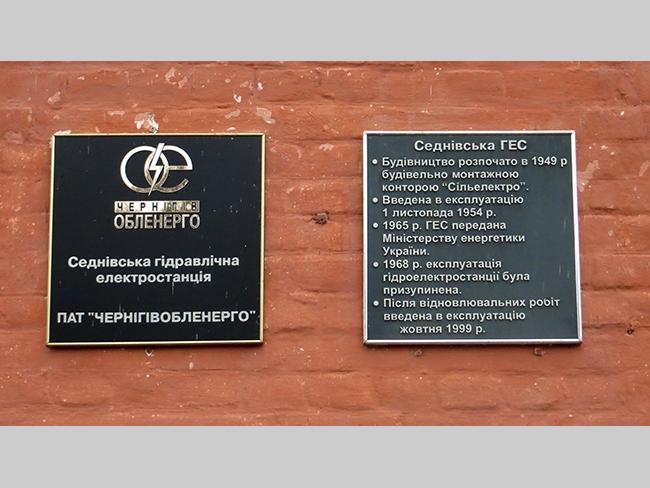 ЧЕРНІГІВ
ОБЛЕНЕРГО
Седнівська гідравлічна
електростанція
ПАТ "ЧЕРНІГІВОБЛЕНЕРГО"
Седнівська ГЕС
• Будівництво розпочато в 1949 р
будівельно монтажною
конторою “Сільелектро”.
• Введена в експлуатацію
1 листопада 1954 р.
• 1965 р. ГЕС передана
Міністерству енергетики
України.
• 1968 р. експлуатація
гідроелектростанції була
призупинена.
• Після відновлювальних робіт
введена в експлуатацію
жовтня 1999 р.